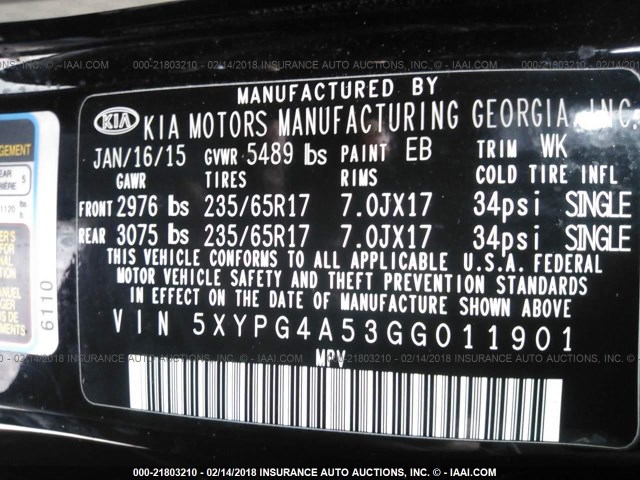 000-21803210 - 02/14/2018 INSURANCE AUTO AUCTIONS, INC. © - IAAI.COM
MANUFACTURED BY
KIA KIA MOTORS MANUFACTURING GEORGIA, INC.
JAN/16/15 GVWR 5489 lbs PAINT EB TRIM WK
GAWR TIRES RIMS COLD TIRE INFL
FRONT 2976 lbs 235/65R17 7.0JX17 34psi SINGLE
REAR 3075 lbs 235/65R17 7.0JX17 34psi SINGLE
THIS VEHICLE CONFORMS TO ALL APPLICABLE U.S.A. FEDERAL
MOTOR VEHICLE SAFETY AND THEFT PREVENTION STANDARDS
IN EFFECT ON THE DATE OF MANUFACTURE SHOWN ABOVE
VIN 5XYPG4A53GG011901
MPV
6110
000-21803210 - 02/14/2018 INSURANCE AUTO AUCTIONS, INC. © - IAAI.COM